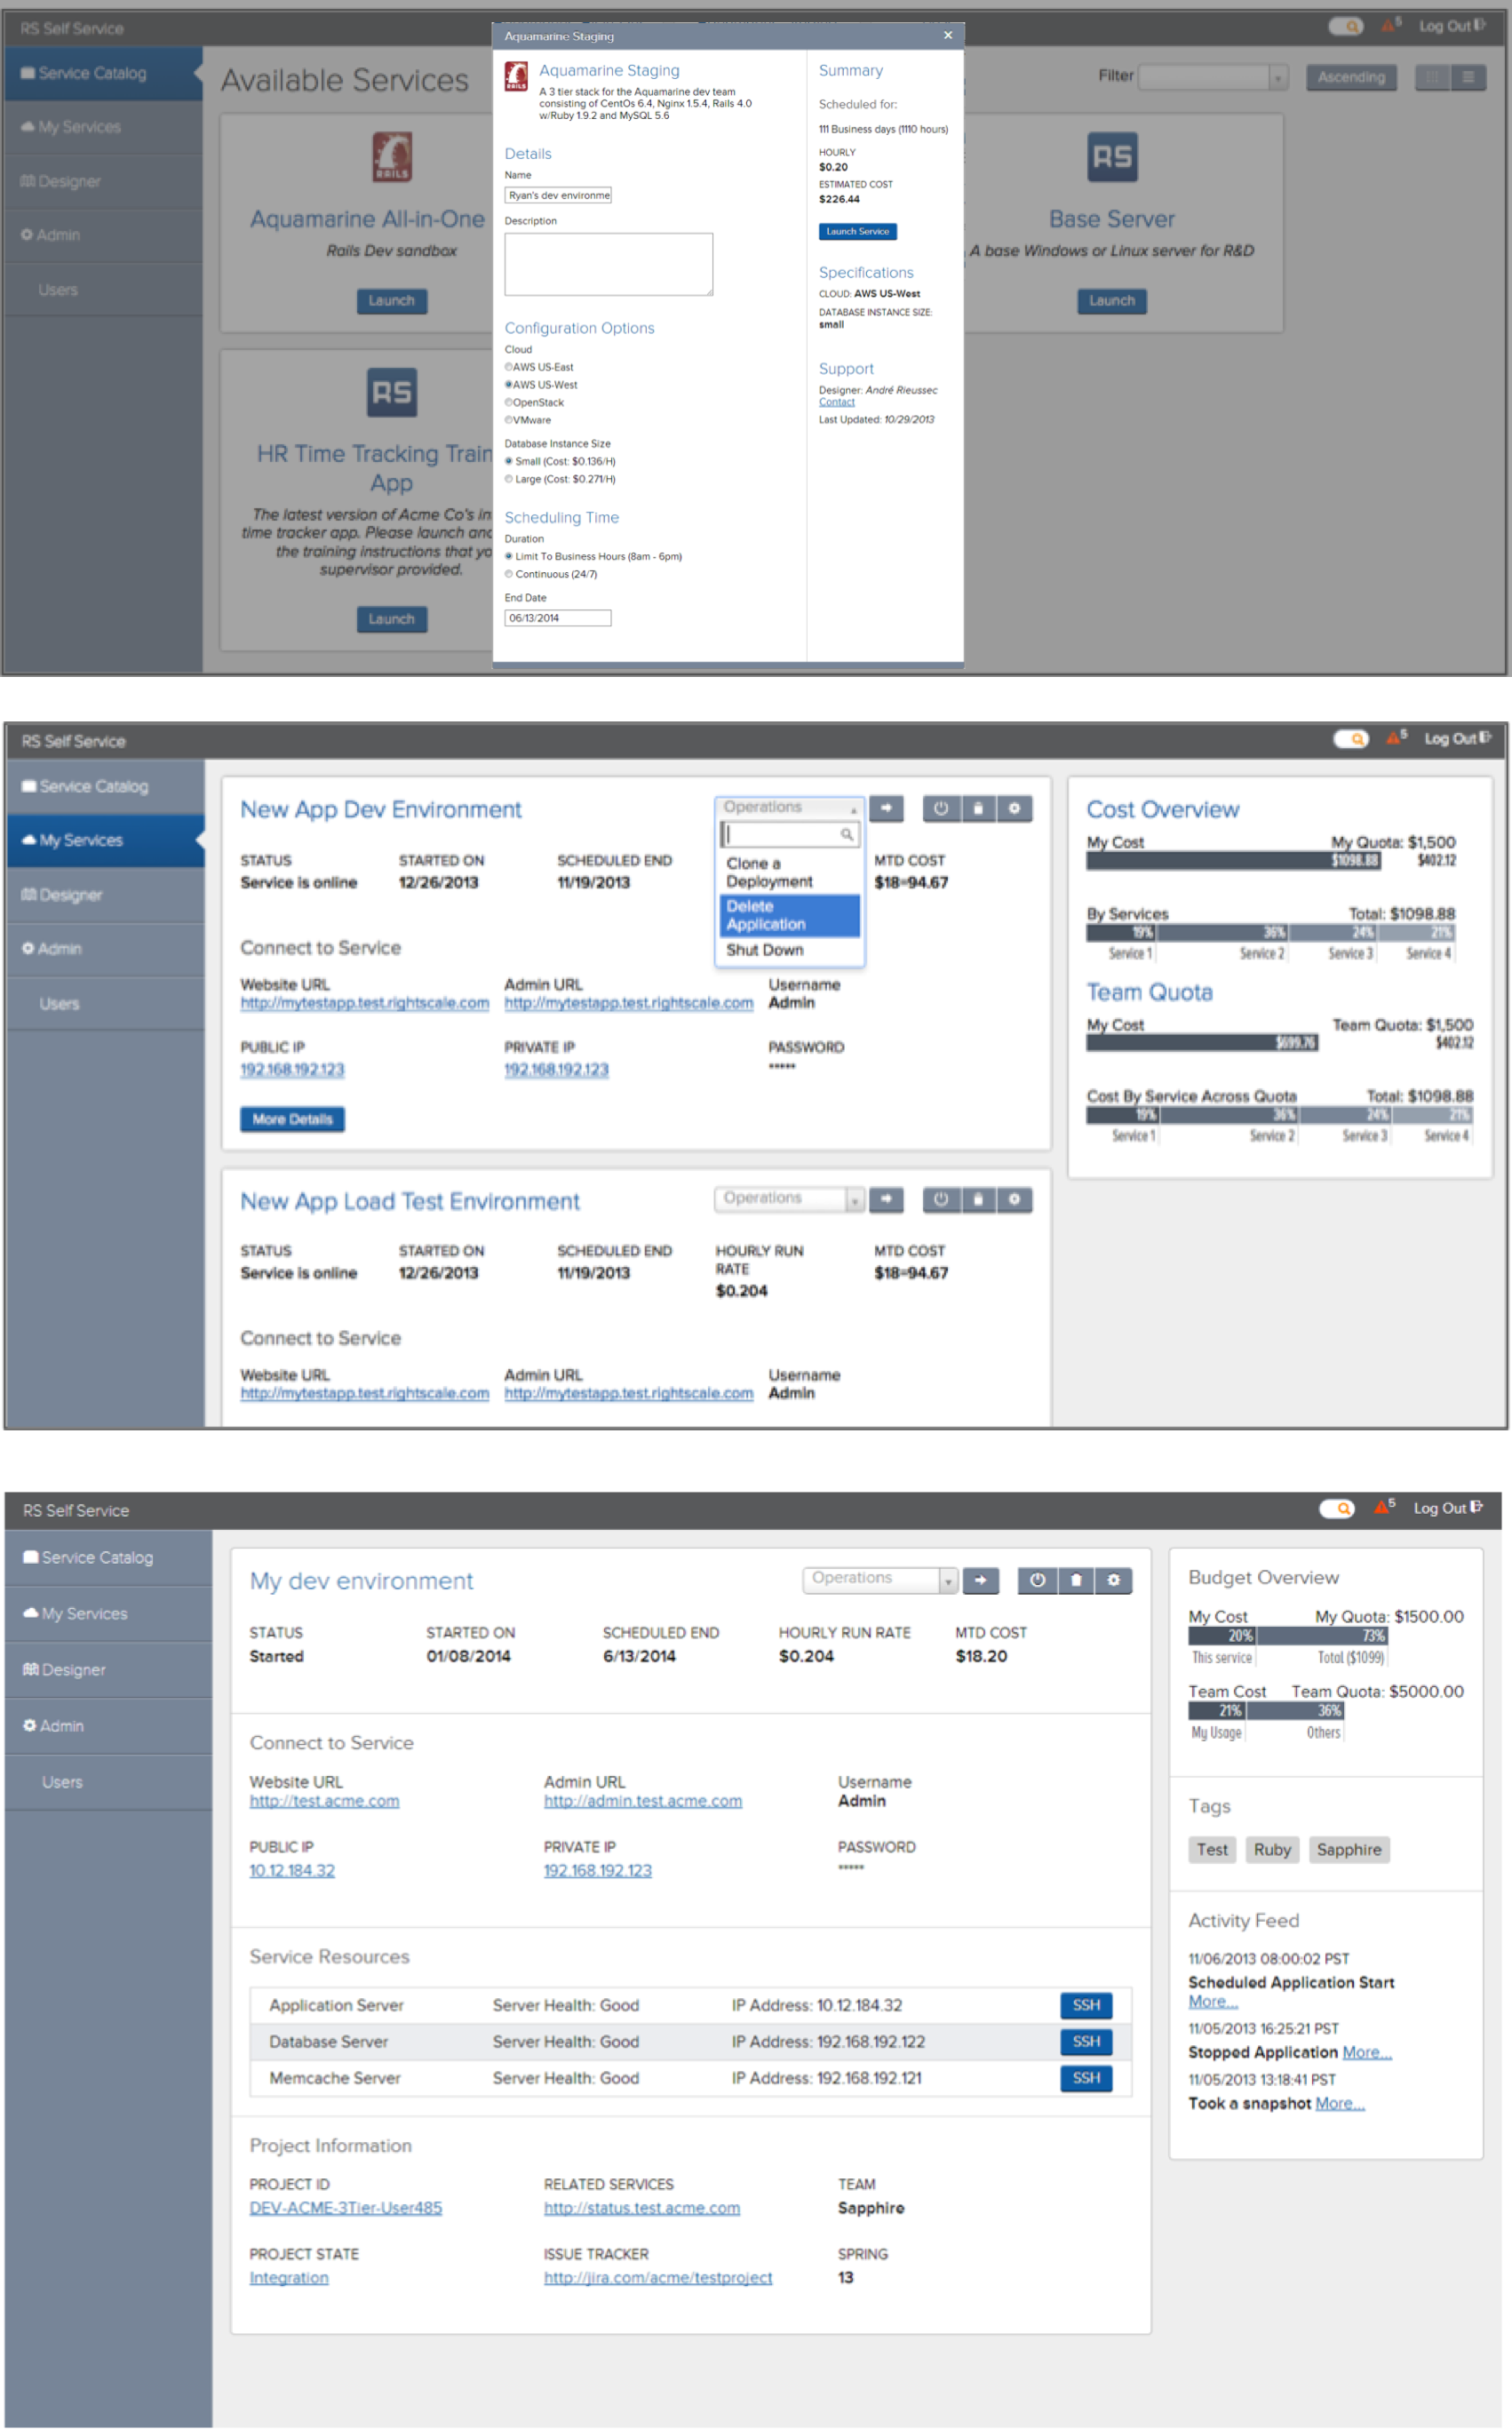 RS Self Service
5
Log Out
Service Catalog
My Services
Designer
Admin
Users
Available Services
Filter
Ascending
RAILS
Aquamarine All-in-One
Rails Dev sandbox
Launch
RS
Base Server
A base Windows or Linux server for R&D
Launch
RS
HR Time Tracking Train
App
The latest version of Acme Co's in
time tracker app. Please launch and
the training instructions that yo
supervisor provided.
Launch
Aquamarine Staging
×
RAILS
Aquamarine Staging
A 3 tier stack for the Aquamarine dev team
consisting of CentOs 6.4, Nginx 1.5.4, Rails 4.0
w/Ruby 1.9.2 and MySQL 5.6
Details
Name
Ryan's dev environme
Description
Configuration Options
Cloud
AWS US-East
AWS US-West
OpenStack
VMware
Database Instance Size
Small (Cost: $0.136/H)
Large (Cost: $0.271/H)
Scheduling Time
Duration
Limit To Business Hours (8am - 6pm)
Continuous (24/7)
End Date
06/13/2014
Summary
Scheduled for:
111 Business days (1110 hours)
HOURLY
$0.20
ESTIMATED COST
$226.44
Launch Service
Specifications
CLOUD: AWS US-West
DATABASE INSTANCE SIZE:
small
Support
Designer: André Rieussec
Contact
Last Updated: 10/29/2013
RS Self Service
5
Log Out
Service Catalog
My Services
Designer
Admin
Users
New App Dev Environment
Operations
Clone a
Deployment
Delete
Application
Shut Down
STATUS STARTED ON SCHEDULED END MTD COST
Service is online 12/26/2013 11/19/2013 $18=94.67
Connect to Service
Website URL Admin URL Username
http://mytestapp.test.rightscale.com http://mytestapp.test.rightscale.com Admin
PUBLIC IP PRIVATE IP PASSWORD
192.168.192.123 192.168.192.123 *****
More Details
New App Load Test Environment
Operations
STATUS STARTED ON SCHEDULED END HOURLY RUN RATE MTD COST
Service is online 12/26/2013 11/19/2013 $0.204 $18=94.67
Connect to Service
Website URL Admin URL Username
http://mytestapp.test.rightscale.com http://mytestapp.test.rightscale.com Admin
Cost Overview
My Cost My Quota: $1,500
$1098.88 $402.12
By Services Total: $1098.88
19% 36% 24% 21%
Service 1 Service 2 Service 3 Service 4
Team Quota
My Cost Team Quota: $1,500
$699.76 $402.12
Cost By Service Across Quota Total: $1098.88
19% 36% 24% 21%
Service 1 Service 2 Service 3 Service 4
RS Self Service
5
Log Out
Service Catalog
My Services
Designer
Admin
Users
My dev environment
Operations
STATUS STARTED ON SCHEDULED END HOURLY RUN RATE MTD COST
Started 01/08/2014 6/13/2014 $0.204 $18.20
Connect to Service
Website URL Admin URL Username
http://test.acme.com http://admin.test.acme.com Admin
PUBLIC IP PRIVATE IP PASSWORD
10.12.184.32 192.168.192.123 *****
Service Resources
Application Server Server Health: Good IP Address: 10.12.184.32 SSH
Database Server Server Health: Good IP Address: 192.168.192.122 SSH
Memcache Server Server Health: Good IP Address: 192.168.192.121 SSH
Project Information
PROJECT ID RELATED SERVICES TEAM
DEV-ACME-3Tier-User485 http://status.test.acme.com Sapphire
PROJECT STATE ISSUE TRACKER SPRING
Integration http://jira.com/acme/testproject 13
Budget Overview
My Cost My Quota: $1500.00
20% 73%
This service Total ($1099)
Team Cost Team Quota: $5000.00
21% 36%
My Usage Others
Tags
Test Ruby Sapphire
Activity Feed
11/06/2013 08:00:02 PST
Scheduled Application Start
More...
11/05/2013 16:25:21 PST
Stopped Application More...
11/05/2013 13:18:41 PST
Took a snapshot More...